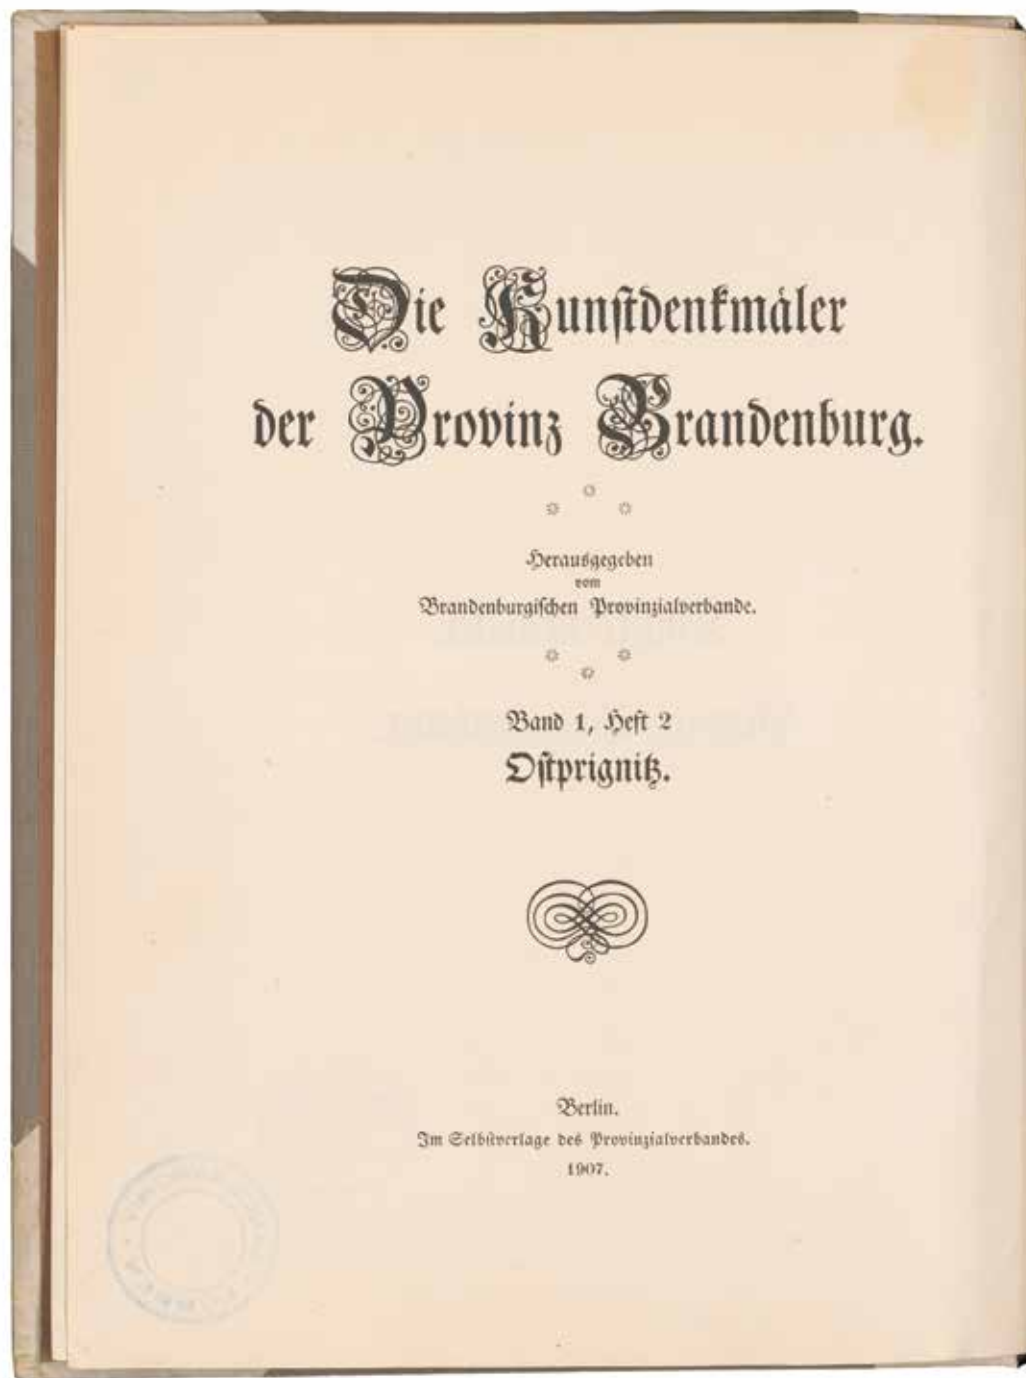 Die Kunstdenkmäler
der Provinz Brandenburg.
Herausgegeben
vom
Brandenburgischen Provinzialverbande.
Band 1, Heft 2
Ostprignitz.
Berlin.
Im Selbstverlage des Provinzialverbandes.
1907.